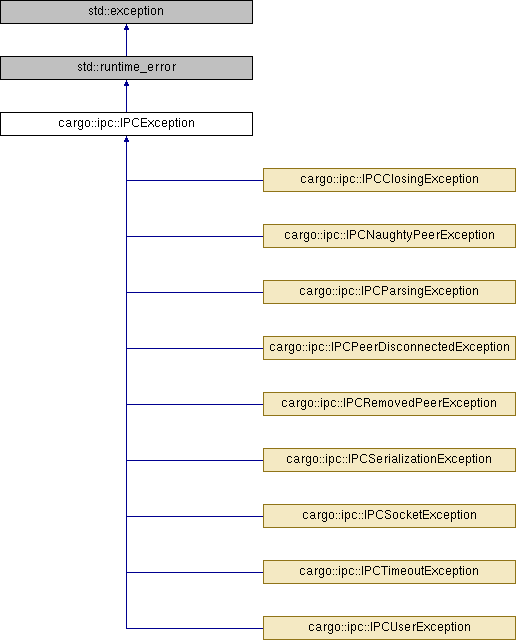 std::exception
std::runtime_error
cargo::ipc::IPCException
cargo::ipc::IPCClosingException
cargo::ipc::IPCNaughtyPeerException
cargo::ipc::IPCParsingException
cargo::ipc::IPCPeerDisconnectedException
cargo::ipc::IPCRemovedPeerException
cargo::ipc::IPCSerializationException
cargo::ipc::IPCSocketException
cargo::ipc::IPCTimeoutException
cargo::ipc::IPCUserException